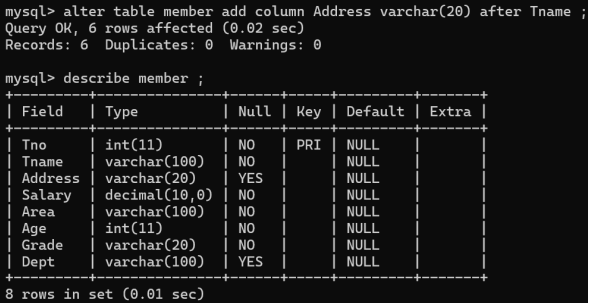 mysql> alter table member add column Address varchar(20) after Tname ;
Query OK, 6 rows affected (0.02 sec)
Records: 6  Duplicates: 0  Warnings: 0

mysql> describe member ;
+---------+---------------+------+-----+---------+-------+
| Field   | Type          | Null | Key | Default | Extra |
+---------+---------------+------+-----+---------+-------+
| Tno     | int(11)       | NO   | PRI | NULL    |       |
| Tname   | varchar(100)  | NO   |     | NULL    |       |
| Address | varchar(20)   | YES  |     | NULL    |       |
| Salary  | decimal(10,0) | NO   |     | NULL    |       |
| Area    | varchar(100)  | NO   |     | NULL    |       |
| Age     | int(11)       | NO   |     | NULL    |       |
| Grade   | varchar(20)   | NO   |     | NULL    |       |
| Dept    | varchar(100)  | YES  |     | NULL    |       |
+---------+---------------+------+-----+---------+-------+
8 rows in set (0.01 sec)